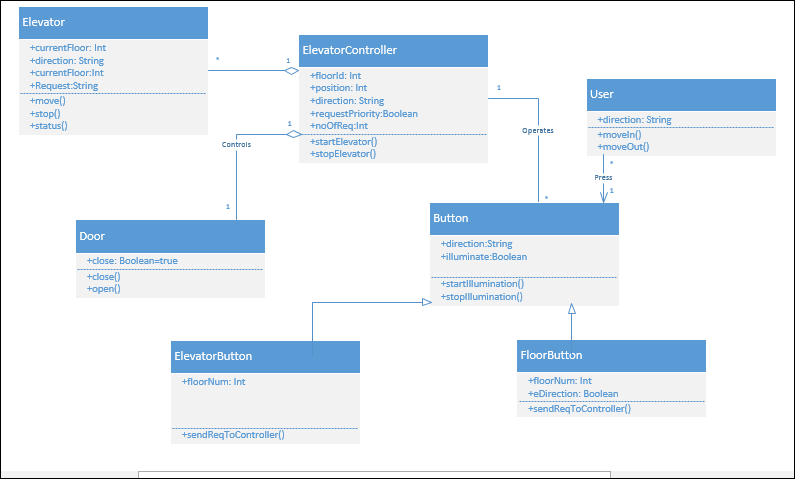 Elevator
+currentFloor: Int
+direction: String
+currentFloor:Int
+Request:String
+move()
+stop()
+status()
*
1
ElevatorController
+floorId: Int
+position: Int
+direction: String
+requestPriority:Boolean
+noOfReq:Int
+startElevator()
+stopElevator()
1
Controls
1
1
Operates
*
User
+direction: String
+moveIn()
+moveOut()
*
Press
1
Door
+close: Boolean=true
+close()
+open()
Button
+direction:String
+illuminate:Boolean
+startIllumination()
+stopIllumination()
ElevatorButton
+floorNum: Int
+sendReqToController()
FloorButton
+floorNum: Int
+eDirection: Boolean
+sendReqToController()